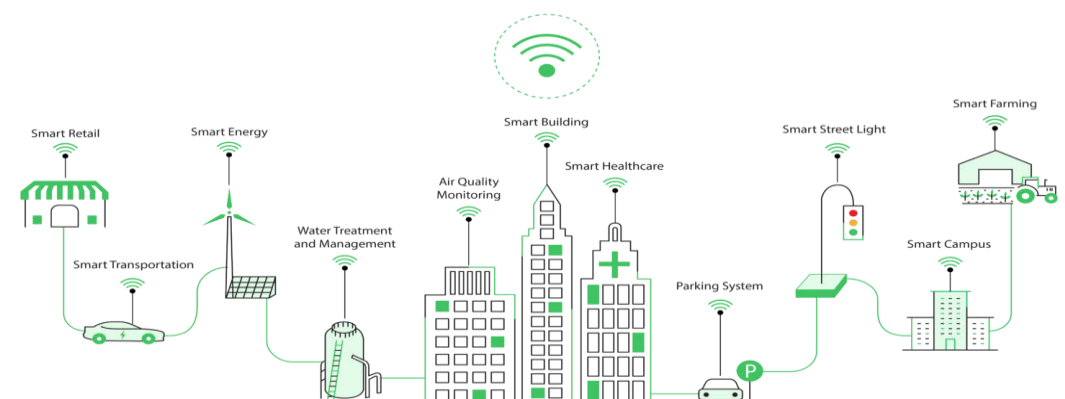 Smart Retail
Smart Transportation
Smart Energy
Water Treatment
and Management
Air Quality
Monitoring
Smart Building
Smart Healthcare
Parking System
P
Smart Street Light
Smart Campus
Smart Farming